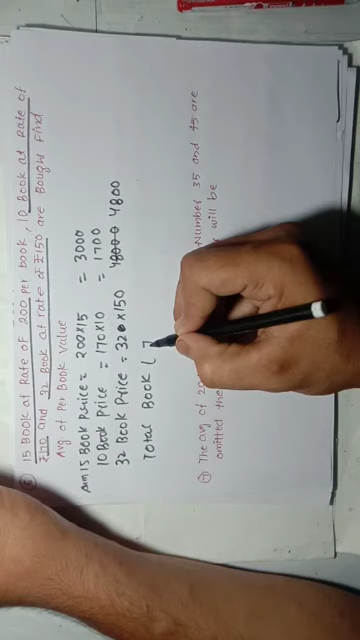 ⑥ 15 Book at Rate of 200 per book, 10 Book at Rate of
₹170 and 32 Book at rate of ₹150 are Bought Find
Avg of Per Book Value
15 Book Price = 200×15 = 3000
10 Book Price = 170×10 = 1700
32 Book Price = 32×150 4800
Total Book (
⑦ The avg of 20 Number 35 and 45 are
omitted the will be